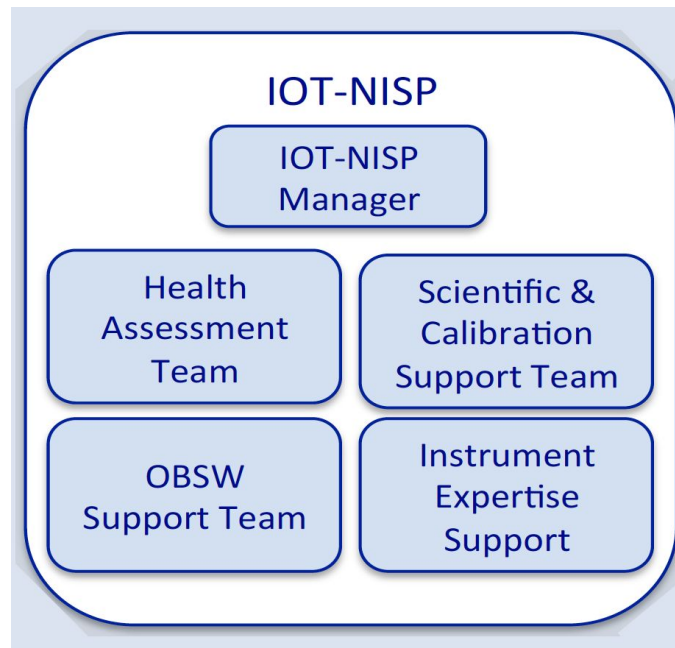 IOT-NISP
IOT-NISP
Manager
Health
Assessment
Team
Scientific &
Calibration
Support Team
OBSW
Support Team
Instrument
Expertise
Support